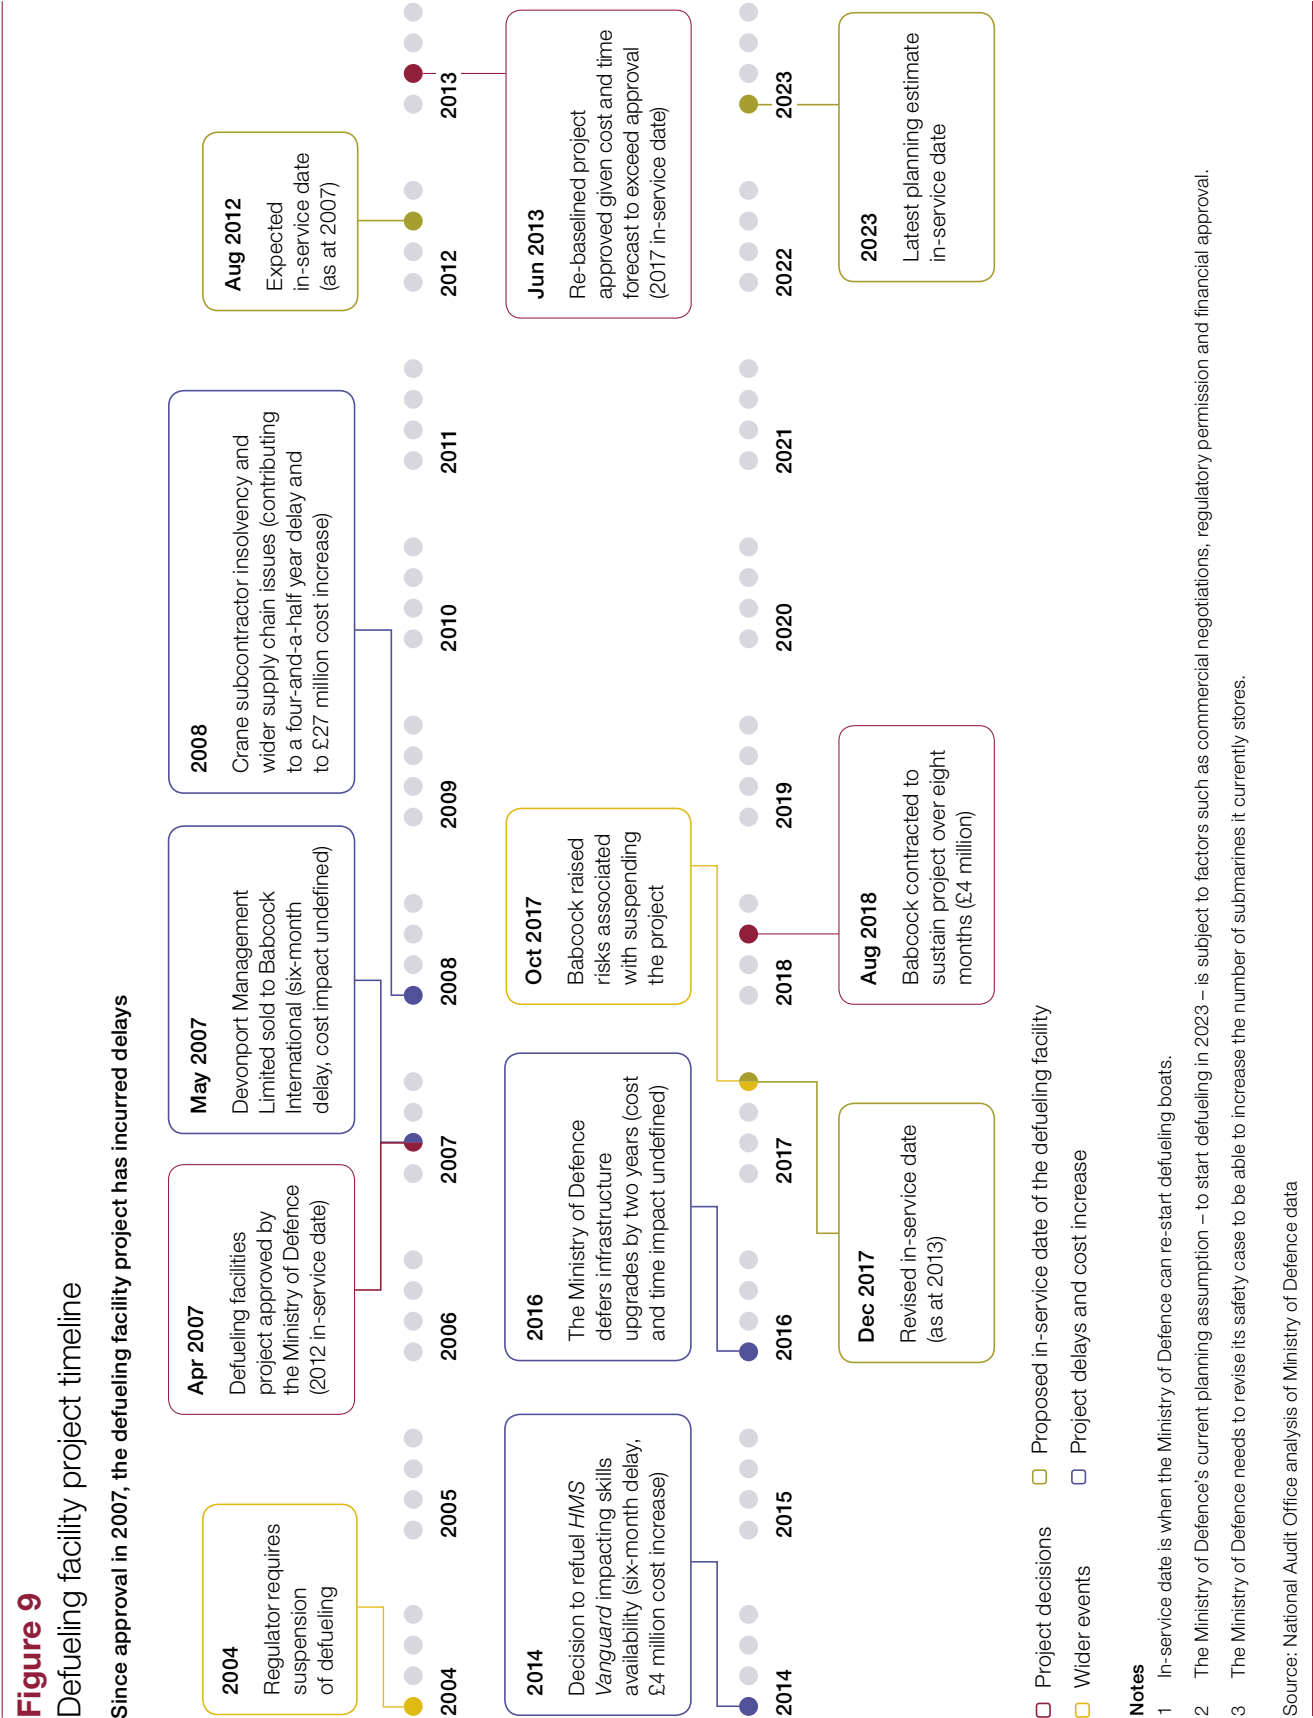 Figure 9
Defueling facility project timeline
Since approval in 2007, the defueling facility project has incurred delays
2004
Regulator requires
suspension
of defueling
Apr 2007
Defueling facilities
project approved by
the Ministry of Defence
(2012 in-service date)
May 2007
Devonport Management
Limited sold to Babcock
International (six-month
delay, cost impact undefined)
2008
Crane subcontractor insolvency and
wider supply chain issues (contributing
to a four-and-a-half year delay and
to £27 million cost increase)
Aug 2012
Expected
in-service date
(as at 2007)
2004
2005
2006
2007
2008
2009
2010
2011
2012
2013
2014
Decision to refuel HMS
Vanguard impacting skills
availability (six-month delay,
£4 million cost increase)
2016
The Ministry of Defence
defers infrastructure
upgrades by two years (cost
and time impact undefined)
Oct 2017
Babcock raised
risks associated
with suspending
the project
Jun 2013
Re-baselined project
approved given cost and time
forecast to exceed approval
(2017 in-service date)
2014
2015
2016
2017
2018
2019
2020
2021
2022
2023
Dec 2017
Revised in-service date
(as at 2013)
Aug 2018
Babcock contracted to
sustain project over eight
months (£4 million)
2023
Latest planning estimate
in-service date
Project decisions
Proposed in-service date of the defueling facility
Wider events
Project delays and cost increase
Notes
1 In-service date is when the Ministry of Defence can re-start defueling boats.
2 The Ministry of Defence's current planning assumption – to start defueling in 2023 – is subject to factors such as commercial negotiations, regulatory permission and financial approval.
3 The Ministry of Defence needs to revise its safety case to be able to increase the number of submarines it currently stores.
Source: National Audit Office analysis of Ministry of Defence data